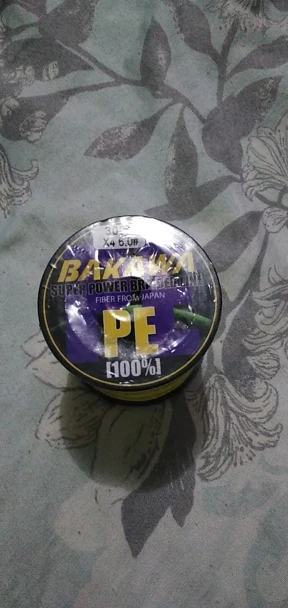 X4 6.0#
BAKAWA
SUPER POWER BRAIDED LINE
FIBER FROM JAPAN
PE
[100%]